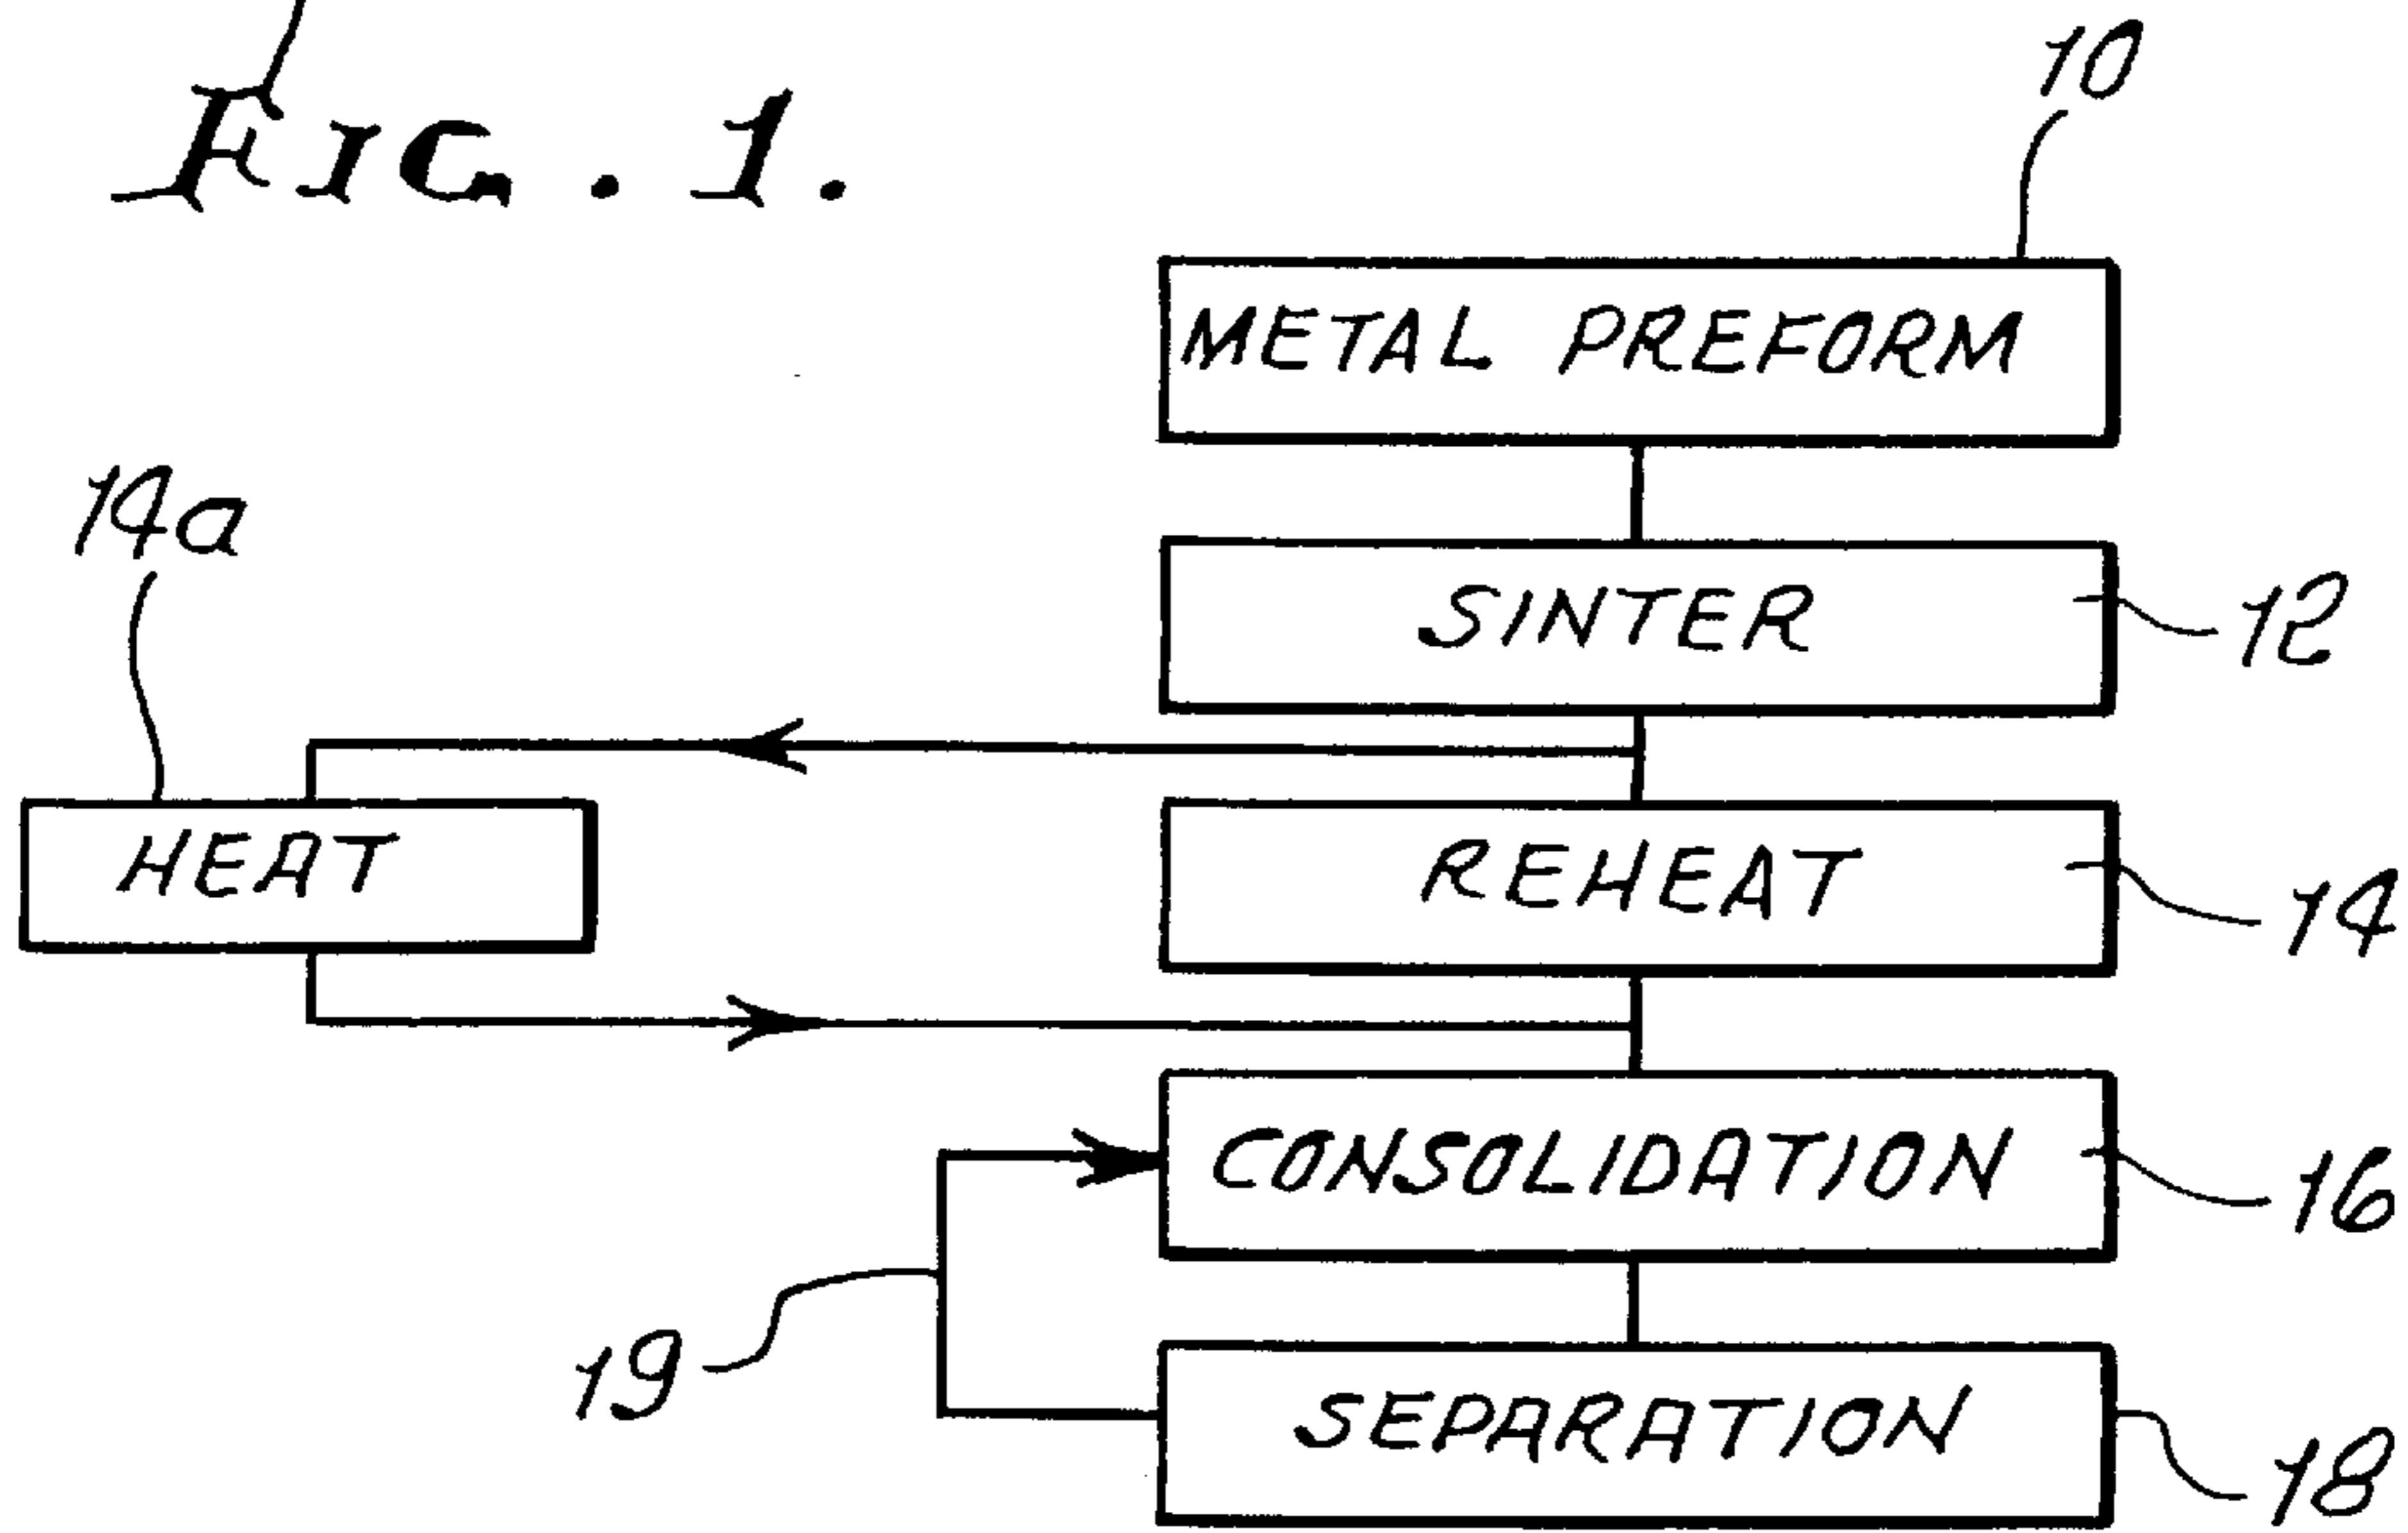 FIG. 1.
10
METAL PREFORM
14a
SINTER
12
HEAT
REHEAT
14
CONSOLIDATION
16
19
SEPARATION
18